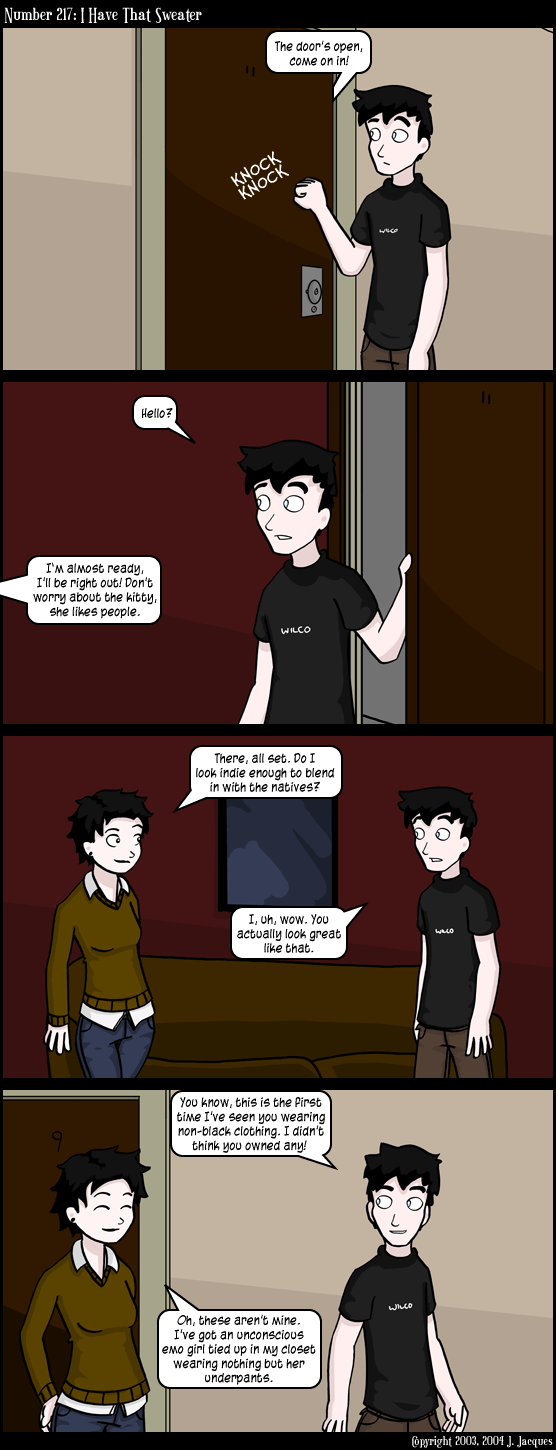 Number 217: I Have That Sweater
The door's open,
come on in!
KNOCK
KNOCK
WILCO
Hello?
I'm almost ready,
I'll be right out! Don't
worry about the kitty,
she likes people.
WILCO
There, all set. Do I
look indie enough to blend
in with the natives?
I, uh, wow. You
actually look great
like that.
WILCO
You know, this is the first
time I've seen you wearing
non-black clothing. I didn't
think you owned any!
9
WILCO
Oh, these aren't mine.
I've got an unconscious
emo girl tied up in my closet
wearing nothing but her
underpants.
Copyright 2003, 2004 J. Jacques